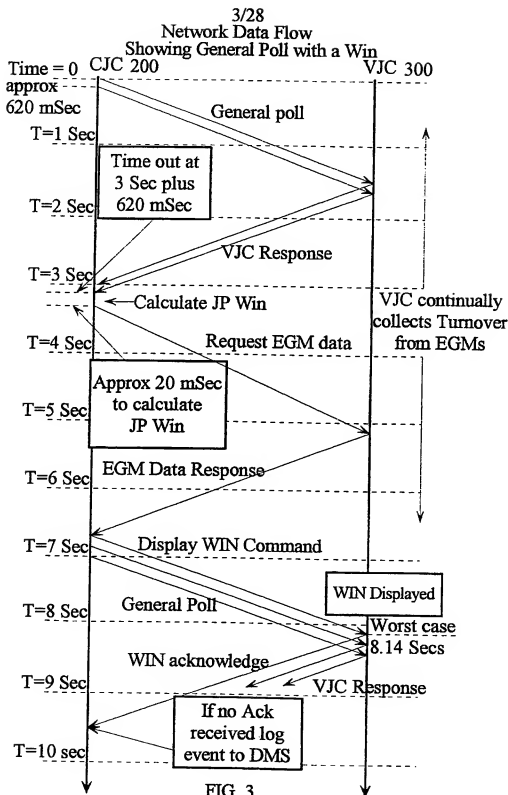 3/28
Network Data Flow
Showing General Poll with a Win
Time = 0
CJC 200
VJC 300
approx
620 mSec
General poll
T=1 Sec
Time out at
3 Sec plus
620 mSec
T=2 Sec
VJC Response
T=3 Sec
Calculate JP Win
VJC continually
collects Turnover
from EGMs
T=4 Sec
Request EGM data
Approx 20 mSec
to calculate
JP Win
T=5 Sec
EGM Data Response
T=6 Sec
T=7 Sec
Display WIN Command
WIN Displayed
General Poll
T=8 Sec
Worst case
8.14 Secs
WIN acknowledge
T=9 Sec
VJC Response
If no Ack
received log
event to DMS
T=10 sec
FIG. 3